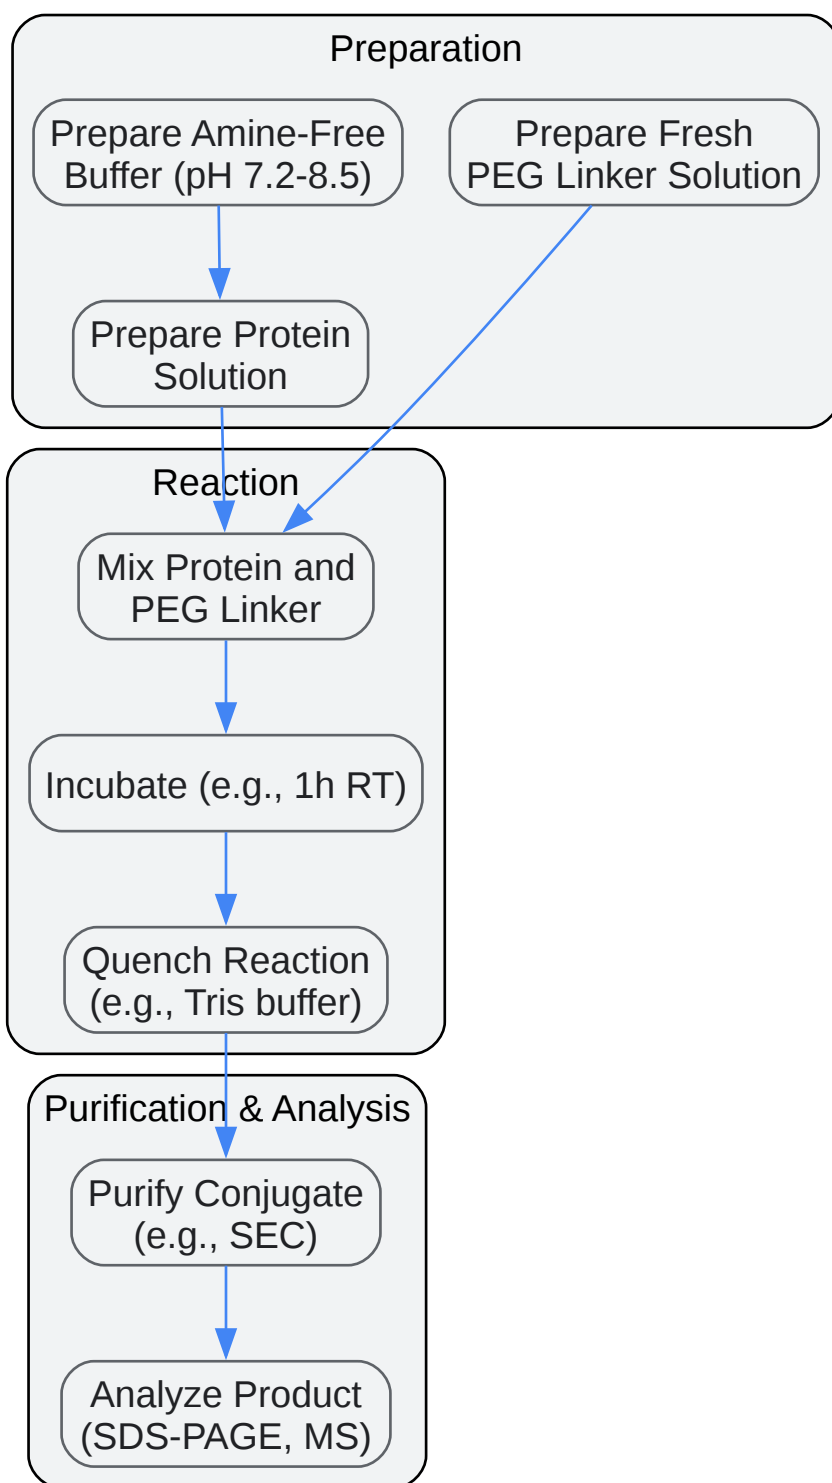 Preparation
Prepare Amine-Free
Buffer (pH 7.2-8.5)
Prepare Fresh
PEG Linker Solution
Prepare Protein
Solution
Reaction
Mix Protein and
PEG Linker
Incubate (e.g., 1h RT)
Quench Reaction
(e.g., Tris buffer)
Purification & Analysis
Purify Conjugate
(e.g., SEC)
Analyze Product
(SDS-PAGE, MS)